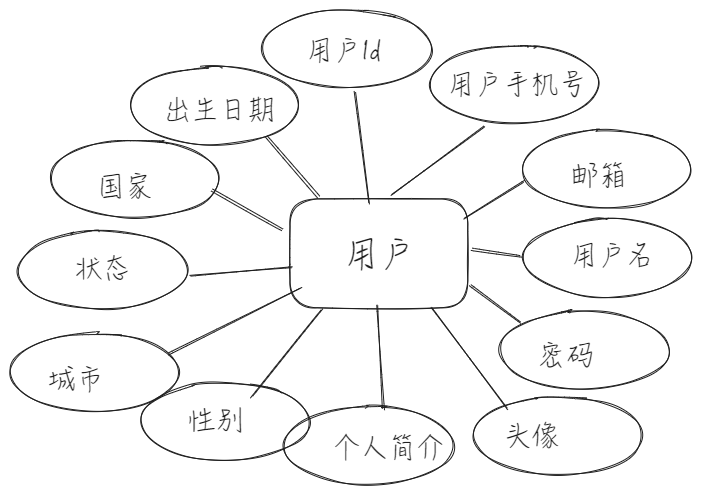 用户Id
用户手机号
出生日期
国家
邮箱
用户
用户名
状态
密码
城市
性别
个人简介
头像